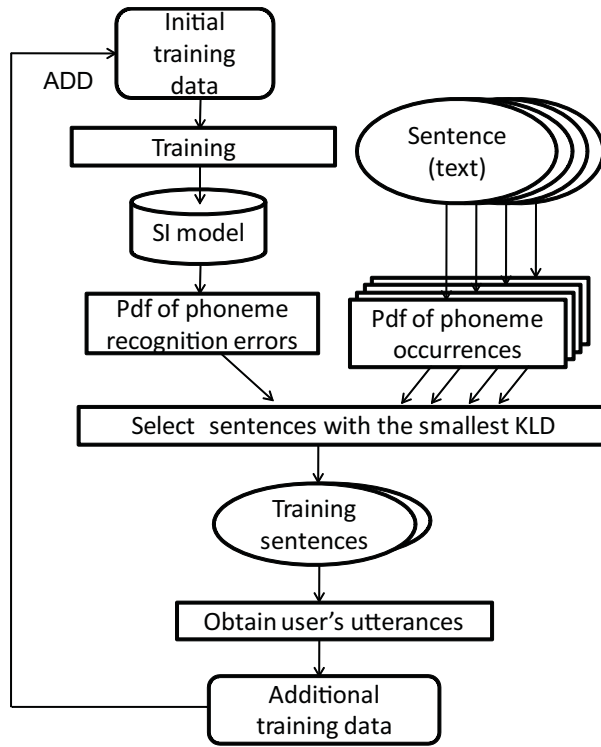 Initial
training
data
ADD
Training
Sentence
(text)
SI model
Pdf of phoneme
recognition errors
Pdf of phoneme
occurrences
Select sentences with the smallest KLD
Training
sentences
Obtain user's utterances
Additional
training data